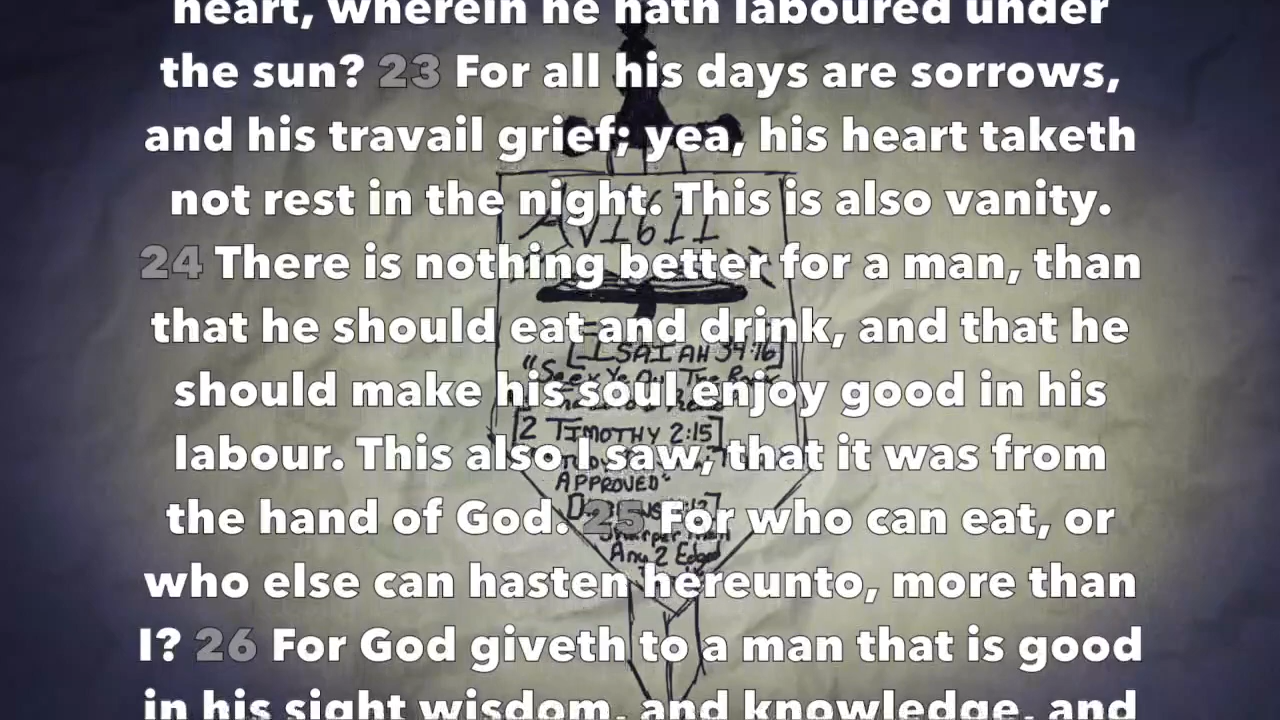 heart, wherein he hath laboured under
the sun? 23 For all his days are sorrows,
and his travail grief; yea, his heart taketh
not rest in the night. This is also vanity.
24 There is nothing better for a man, than
that he should eat and drink, and that he
should make his soul enjoy good in his
labour. This also I saw, that it was from
the hand of God. 25 For who can eat, or
who else can hasten hereunto, more than
I? 26 For God giveth to a man that is good
in his sight wisdom, and knowledge, and
AV1611
[ISAIAH 34:16]
"Seek Ye Out The Book
[2 TIMOTHY 2:15]
APPROVED"
Sharper than
Any 2 Edged